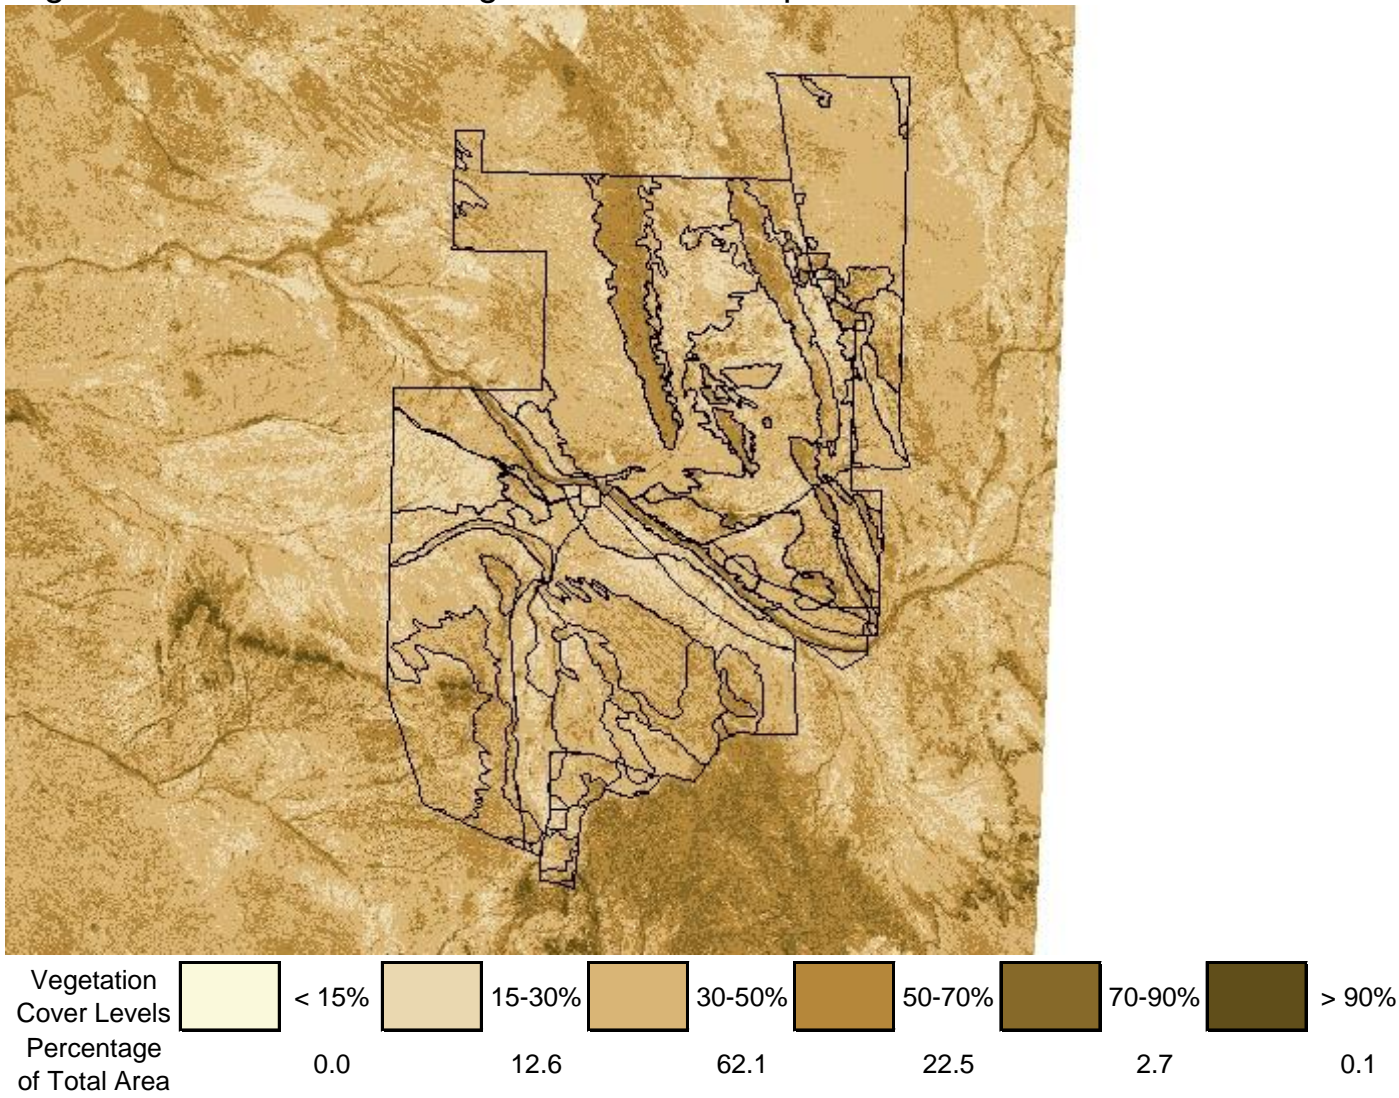 Vegetation Cover Levels < 15% 15-30% 30-50% 50-70% 70-90% > 90%
Percentage of Total Area 0.0 12.6 62.1 22.5 2.7 0.1